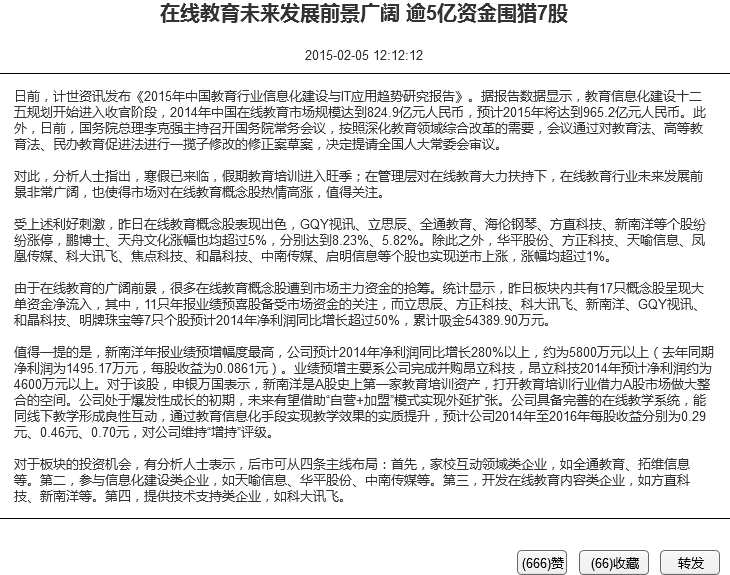 在线教育未来发展前景广阔 逾5亿资金围猎7股
2015-02-05 12:12:12
日前，计世资讯发布《2015年中国教育行业信息化建设与IT应用趋势研究报告》。据报告数据显示，教育信息化建设十二
五规划开始进入收官阶段，2014年中国在线教育市场规模达到824.9亿元人民币，预计2015年将达到965.2亿元人民币。此
外，日前，国务院总理李克强主持召开国务院常务会议，按照深化教育领域综合改革的需要，会议通过对教育法、高等教
育法、民办教育促进法进行一揽子修改的修正案草案，决定提请全国人大常委会审议。
对此，分析人士指出，寒假已来临，假期教育培训进入旺季；在管理层对在线教育大力扶持下，在线教育行业未来发展前
景非常广阔，也使得市场对在线教育概念股热情高涨，值得关注。
受上述利好刺激，昨日在线教育概念股表现出色，GQY视讯、立思辰、全通教育、海伦钢琴、方直科技、新南洋等个股纷
纷涨停，鹏博士、天舟文化涨幅也均超过5%，分别达到8.23%、5.82%。除此之外，华平股份、方正科技、天喻信息、凤
凰传媒、科大讯飞、焦点科技、和晶科技、中南传媒、启明信息等个股也实现逆市上涨，涨幅均超过1%。
由于在线教育的广阔前景，很多在线教育概念股遭到市场主力资金的抢筹。统计显示，昨日板块内共有17只概念股呈现大
单资金净流入，其中，11只年报业绩预喜股备受市场资金的关注，而立思辰、方正科技、科大讯飞、新南洋、GQY视讯、
和晶科技、明牌珠宝等7只个股预计2014年净利润同比增长超过50%，累计吸金54389.90万元。
值得一提的是，新南洋年报业绩预增幅度最高，公司预计2014年净利润同比增长280%以上，约为5800万元以上（去年同期
净利润为1495.17万元，每股收益为0.0861元）。业绩预增主要系公司完成并购昂立科技，昂立科技2014年预计净利润约为
4600万元以上。对于该股，申银万国表示，新南洋是A股史上第一家教育培训资产，打开教育培训行业借力A股市场做大整
合的空间。公司处于爆发性成长的初期，未来有望借助“自营+加盟”模式实现外延扩张。公司具备完善的在线教学系统，能
同线下教学形成良性互动，通过教育信息化手段实现教学效果的实质提升，预计公司2014年至2016年每股收益分别为0.29
元、0.46元、0.70元，对公司维持“增持”评级。
对于板块的投资机会，有分析人士表示，后市可从四条主线布局：首先，家校互动领域类企业，如全通教育、拓维信息
等。第二，参与信息化建设类企业，如天喻信息、华平股份、中南传媒等。第三，开发在线教育内容类企业，如方直科
技、新南洋等。第四，提供技术支持类企业，如科大讯飞。
(666)赞 (66)收藏 转发